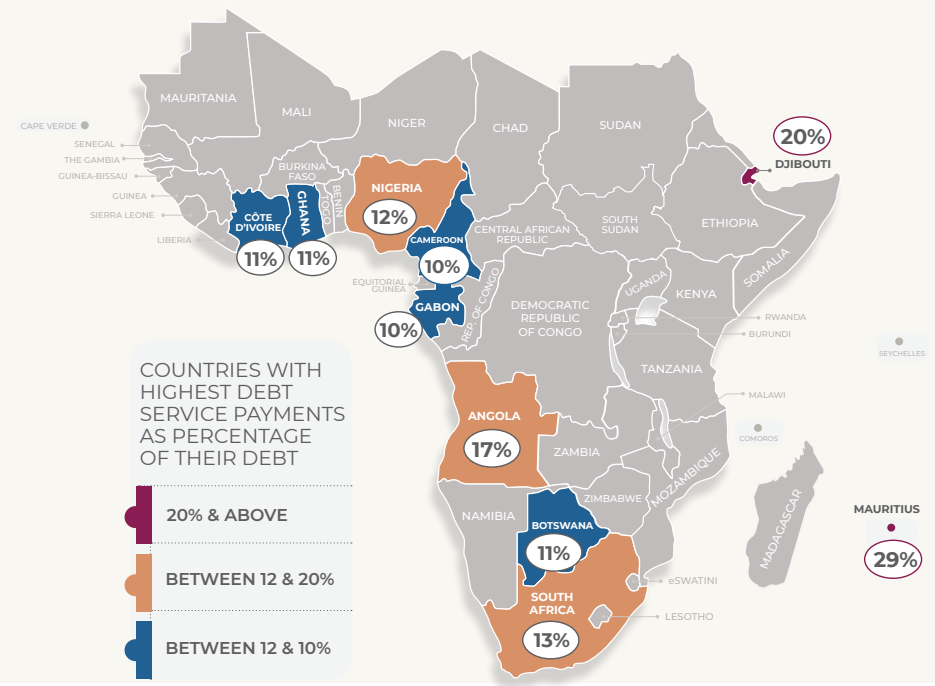 MAURITANIA
MALI
NIGER
CHAD
SUDAN
20%
DJIBOUTI
CAPE VERDE
SENEGAL
THE GAMBIA
GUINEA-BISSAU
GUINEA
SIERRA LEONE
LIBERIA
BURKINA
FASO
BENIN
TOGO
GHANA
11%
CÔTE
D'IVOIRE
11%
NIGERIA
12%
CAMEROON
10%
CENTRAL AFRICAN
REPUBLIC
SOUTH
SUDAN
ETHIOPIA
SOMALIA
EQUITORIAL
GUINEA
GABON
10%
REP. OF CONGO
DEMOCRATIC
REPUBLIC
OF CONGO
UGANDA
KENYA
RWANDA
BURUNDI
TANZANIA
SEYCHELLES
MALAWI
COMOROS
ANGOLA
17%
ZAMBIA
MOZAMBIQUE
ZIMBABWE
NAMIBIA
BOTSWANA
11%
MADAGASCAR
MAURITIUS
29%
eSWATINI
LESOTHO
SOUTH
AFRICA
13%
COUNTRIES WITH
HIGHEST DEBT
SERVICE PAYMENTS
AS PERCENTAGE
OF THEIR DEBT
20% & ABOVE
BETWEEN 12 & 20%
BETWEEN 12 & 10%